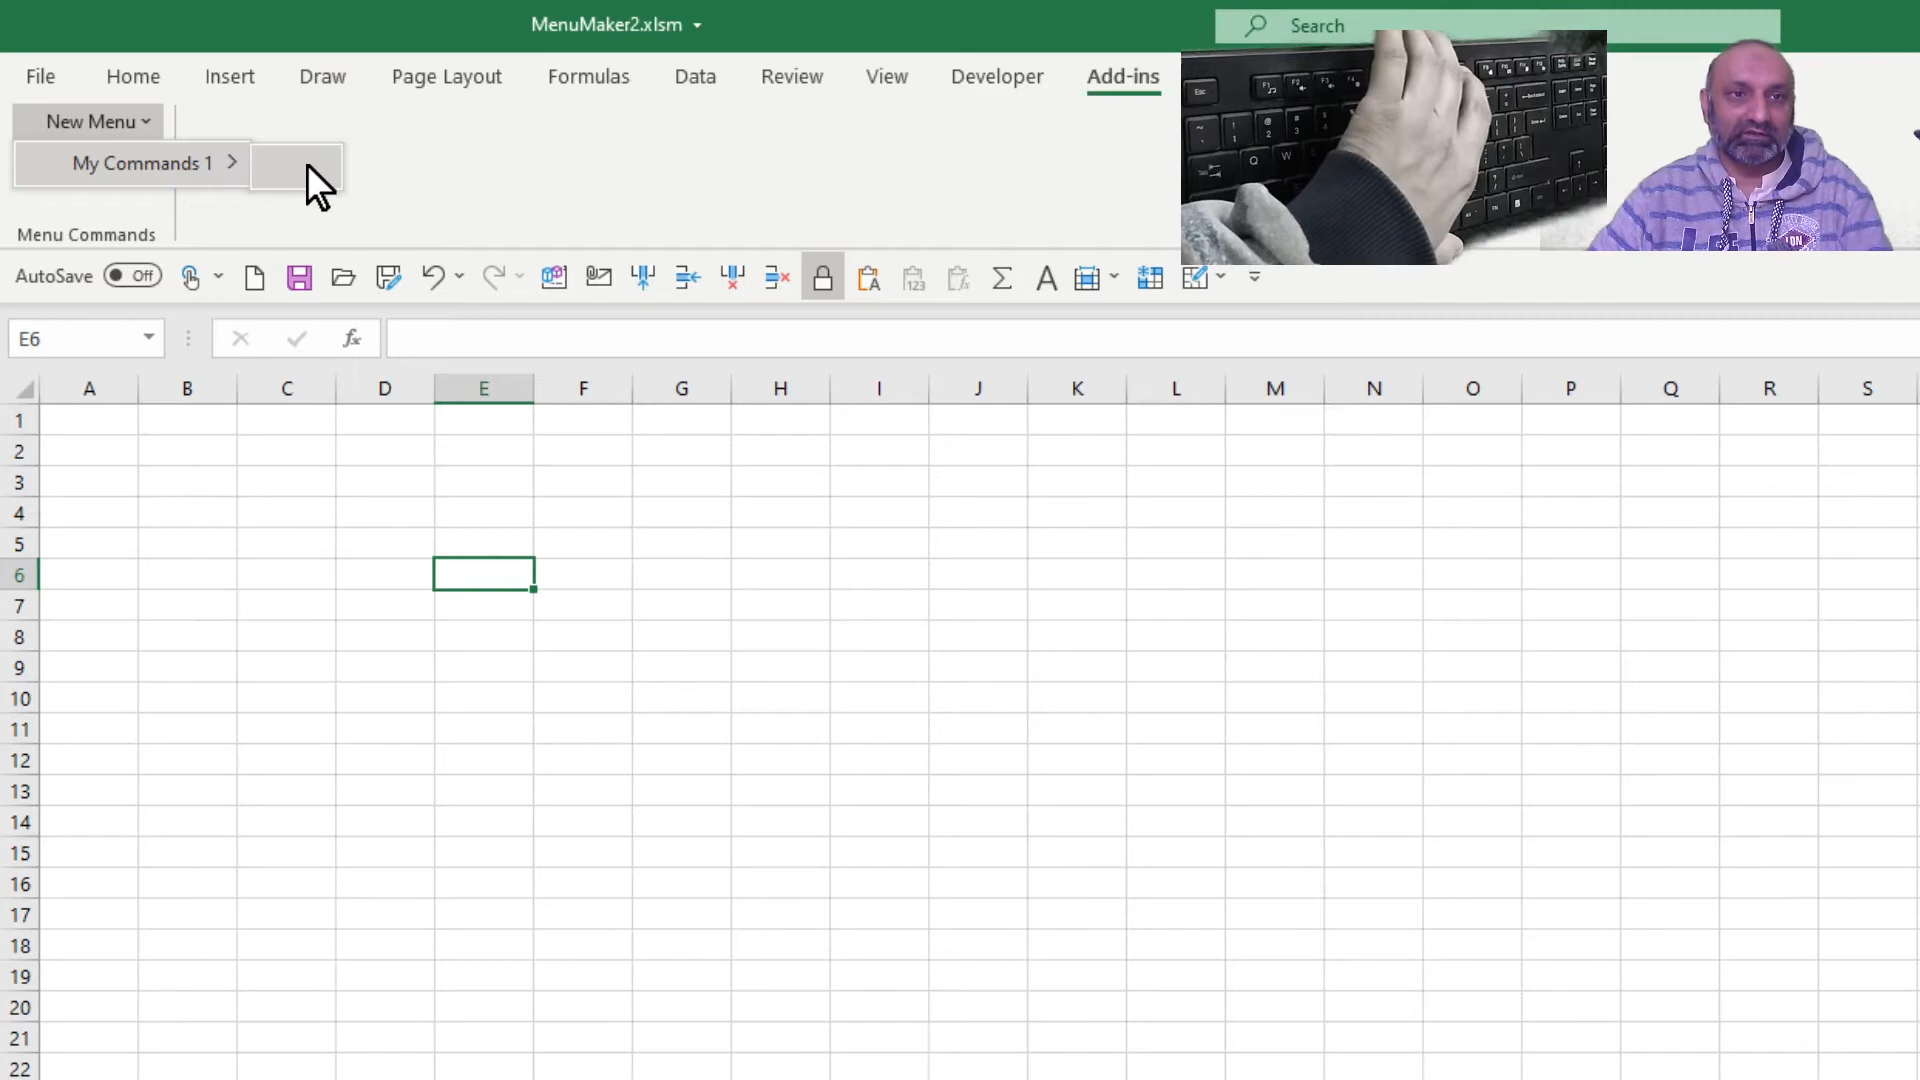 MenuMaker2.xlsm
Search
File Home Insert Draw Page Layout Formulas Data Review View Developer Add-ins
New Menu
My Commands 1
Menu Commands
AutoSave Off
E6
fx
A B C D E F G H I J K L M N O P Q R S
1
2
3
4
5
6
7
8
9
10
11
12
13
14
15
16
17
18
19
20
21
22